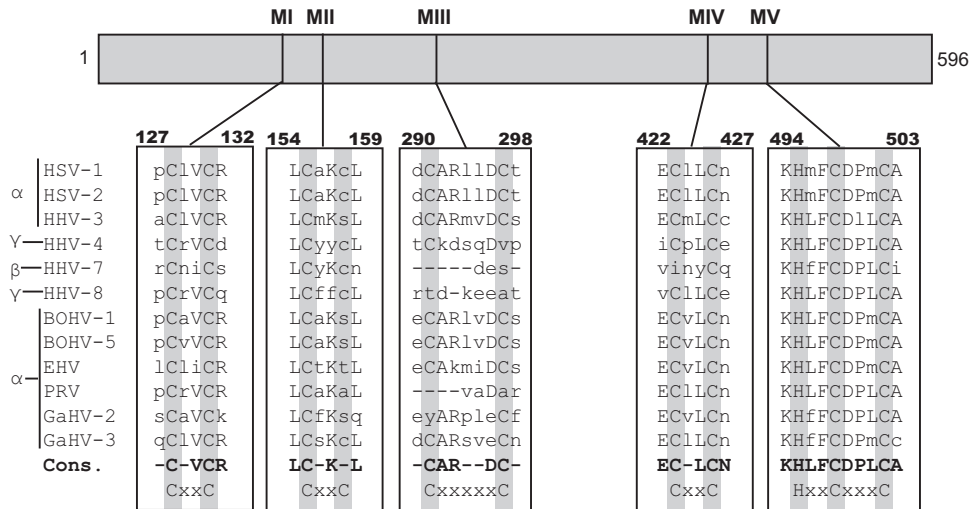 MI MII MIII MIV MV
1 596
127 132 154 159 290 298 422 427 494 503
HSV-1 pClVCR LCaKcL dCARllDCt EClLCn KHmFCDPmCA
α HSV-2 pClVCR LCaKcL dCARllDCt EClLCn KHmFCDPmCA
HHV-3 aClVCR LCmKsL dCARmvDCs ECmLCc KHLFCDlLCA
γ HHV-4 tCrVCd LCyycL tCkdsqDvp iCpLCe KHLFCDPLCA
β HHV-7 rCniCs LCyKcn -----des- vinyCq KHfFCDPLCi
γ HHV-8 pCrVCq LCffcL rtd-keeat vClLCe KHLFCDPLCA
BOHV-1 pCaVCR LCaKsL eCARlvDCs ECvLCn KHLFCDPmCA
BOHV-5 pCvVCR LCaKsL eCARlvDCs ECvLCn KHLFCDPmCA
EHV lCliCR LCtKtL eCAkmiDCs ECvLCn KHLFCDPLCA
α PRV pCrVCR LCaKaL ----vaDar EClLCn KHLFCDPLCA
GaHV-2 sCaVCk LCfKsq eyARpleCf ECvLCn KHfFCDPLCA
GaHV-3 qClVCR LCsKcL dCARsveCn EClLCn KHfFCDPmCc
Cons. -C-VCR LC-K-L -CAR--DC- EC-LCN KHLFCDPLCA
CxxC CxxC CxxxxxC CxxC HxxCxxxC